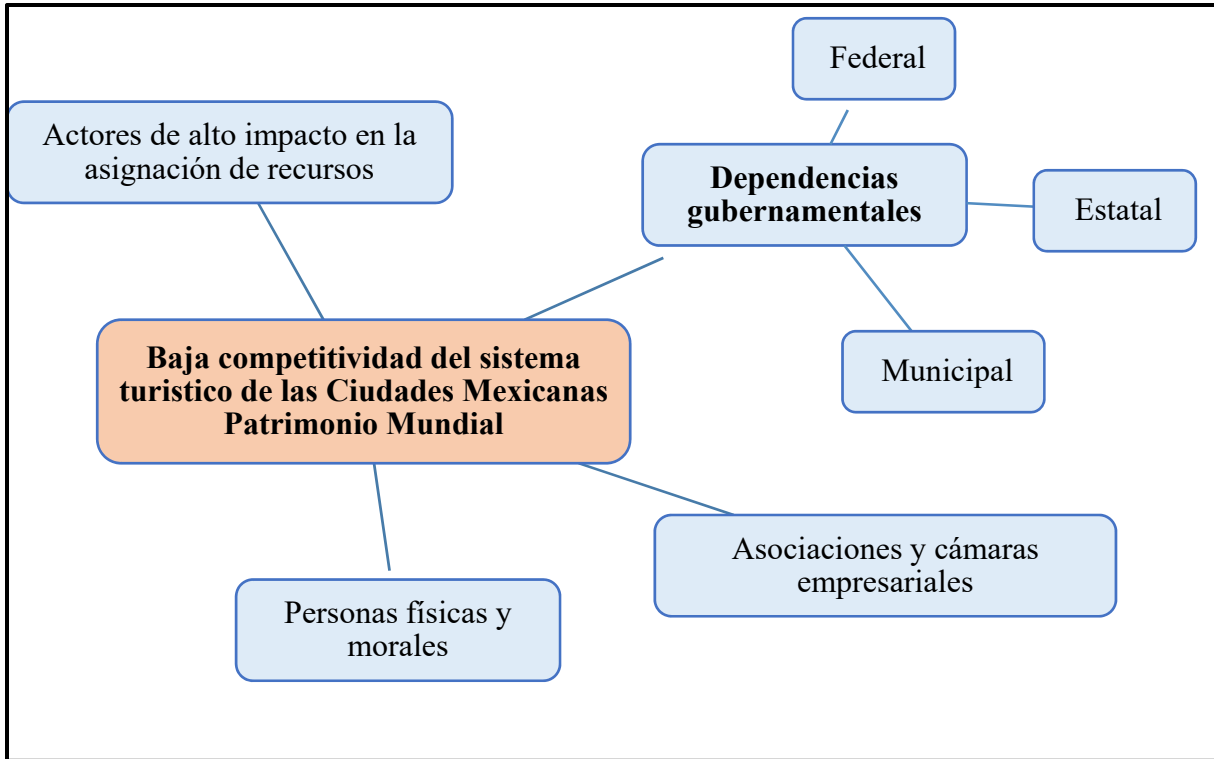 Federal
Actores de alto impacto en la
asignación de recursos
Dependencias
gubernamentales
Estatal
Baja competitividad del sistema
turistico de las Ciudades Mexicanas
Patrimonio Mundial
Municipal
Asociaciones y cámaras
empresariales
Personas físicas y
morales